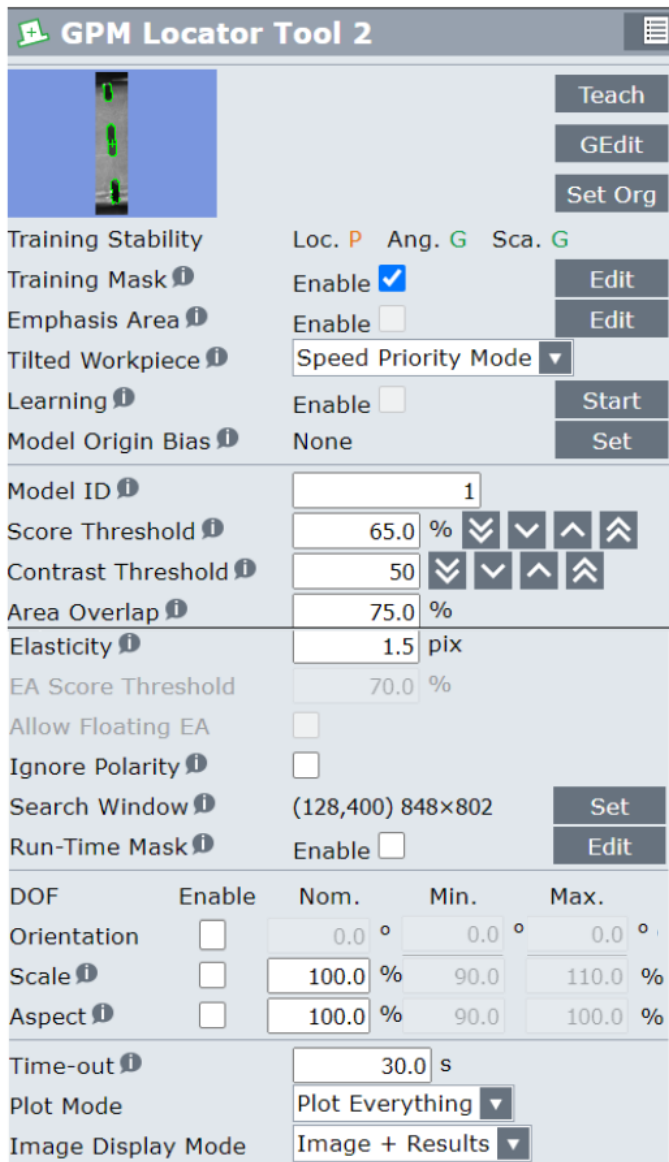 GPM Locator Tool 2
Teach
GEdit
Set Org
Training Stability Loc. P Ang. G Sca. G
Training Mask Enable Edit
Emphasis Area Enable Edit
Tilted Workpiece Speed Priority Mode
Learning Enable Start
Model Origin Bias None Set
Model ID 1
Score Threshold 65.0 %
Contrast Threshold 50
Area Overlap 75.0 %
Elasticity 1.5 pix
EA Score Threshold 70.0 %
Allow Floating EA
Ignore Polarity
Search Window (128,400) 848×802 Set
Run-Time Mask Enable Edit
DOF Enable Nom. Min. Max.
Orientation 0.0 ° 0.0 ° 0.0 °
Scale 100.0 % 90.0 110.0 %
Aspect 100.0 % 90.0 100.0 %
Time-out 30.0 s
Plot Mode Plot Everything
Image Display Mode Image + Results